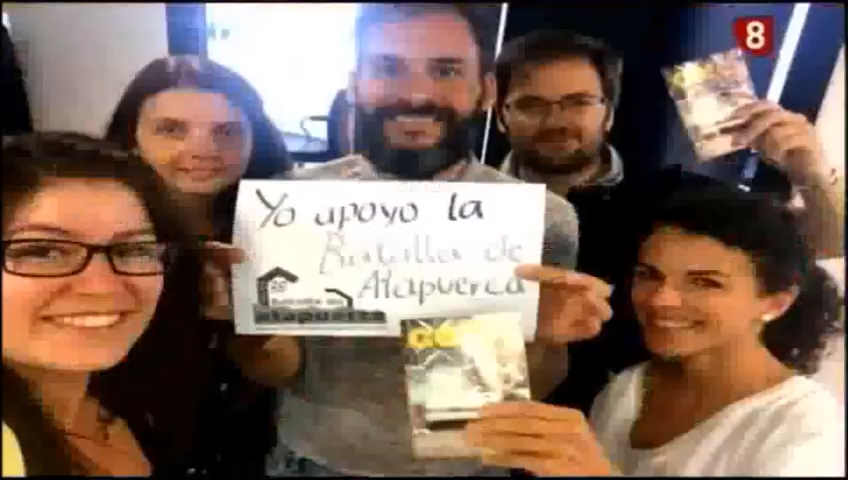 8
Yo apoyo la
Batalla de
Atapuerca
atapuerca